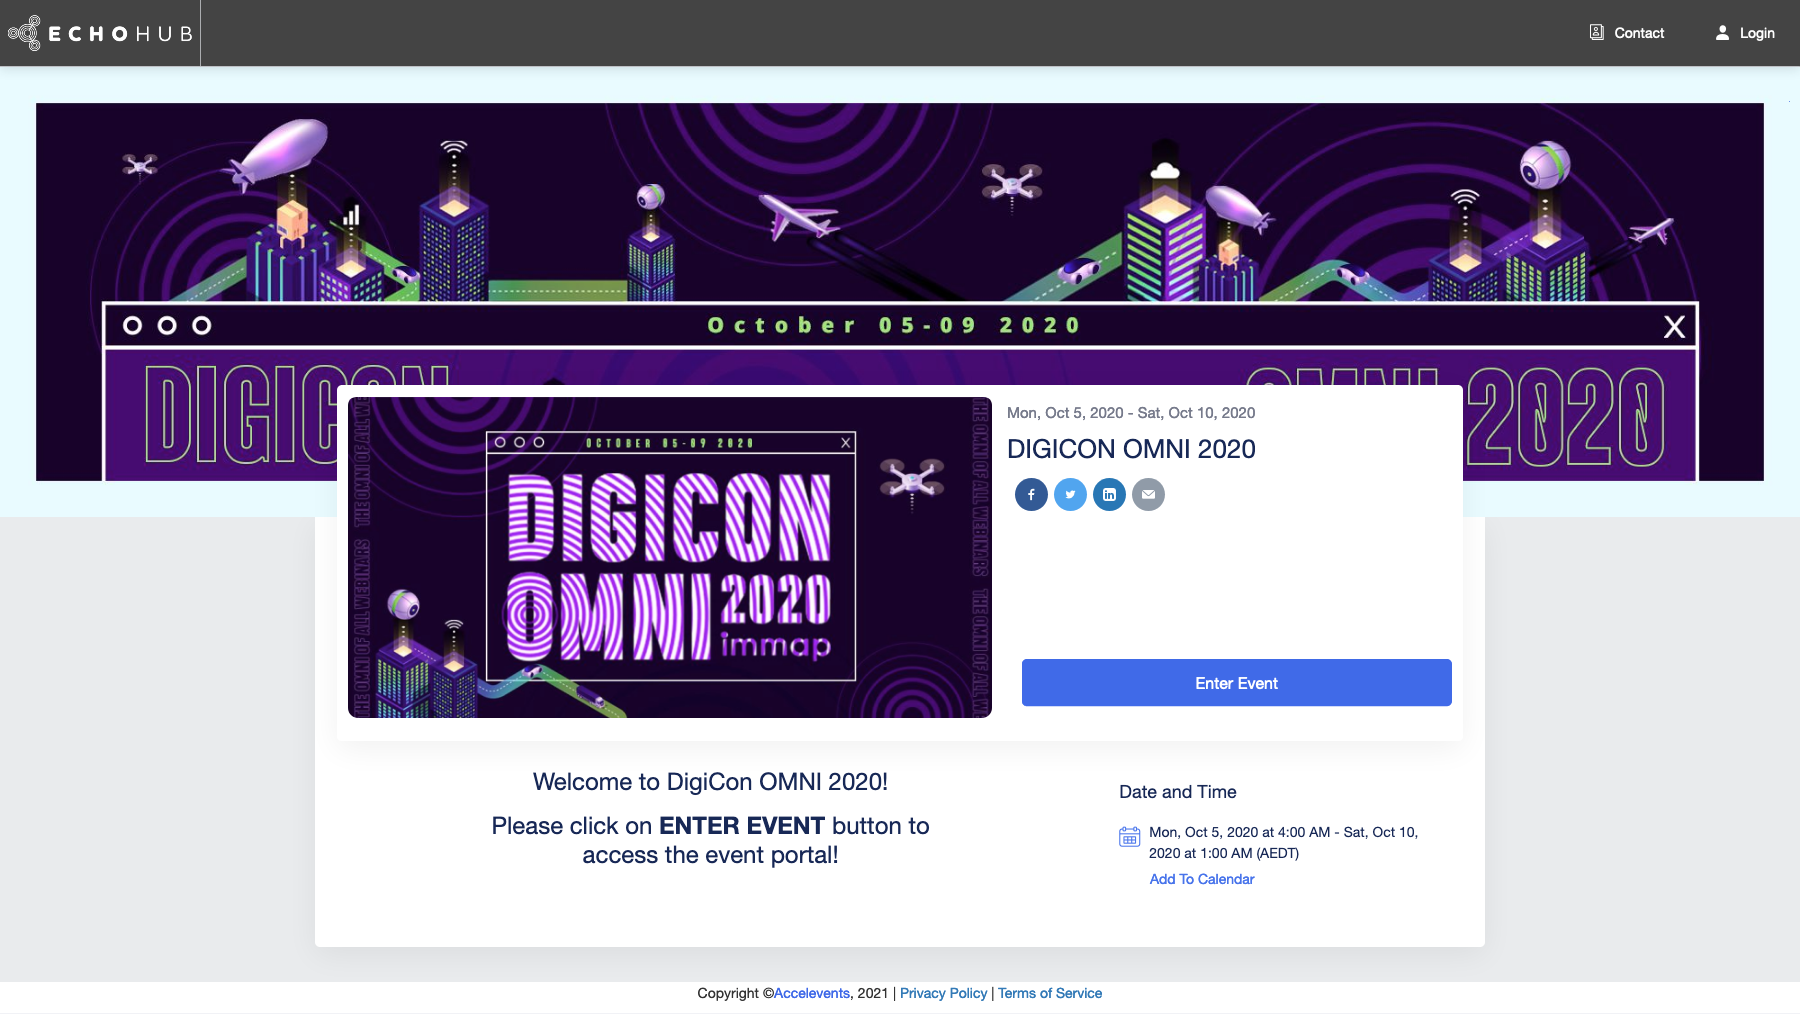 ECHOHUB
Contact
Login
October 05-09 2020
X
DIGICON
OMNI 2020
THE OMNI OF ALL WEBINARS
OCTOBER 05-09 2020
X
DIGICON
OMNI 2020
immap
THE OMNI OF ALL WEBINARS
Mon, Oct 5, 2020 - Sat, Oct 10, 2020
DIGICON OMNI 2020
Enter Event
Welcome to DigiCon OMNI 2020!
Please click on ENTER EVENT button to
access the event portal!
Date and Time
Mon, Oct 5, 2020 at 4:00 AM - Sat, Oct 10,
2020 at 1:00 AM (AEDT)
Add To Calendar
Copyright ©Accelevents, 2021 | Privacy Policy | Terms of Service